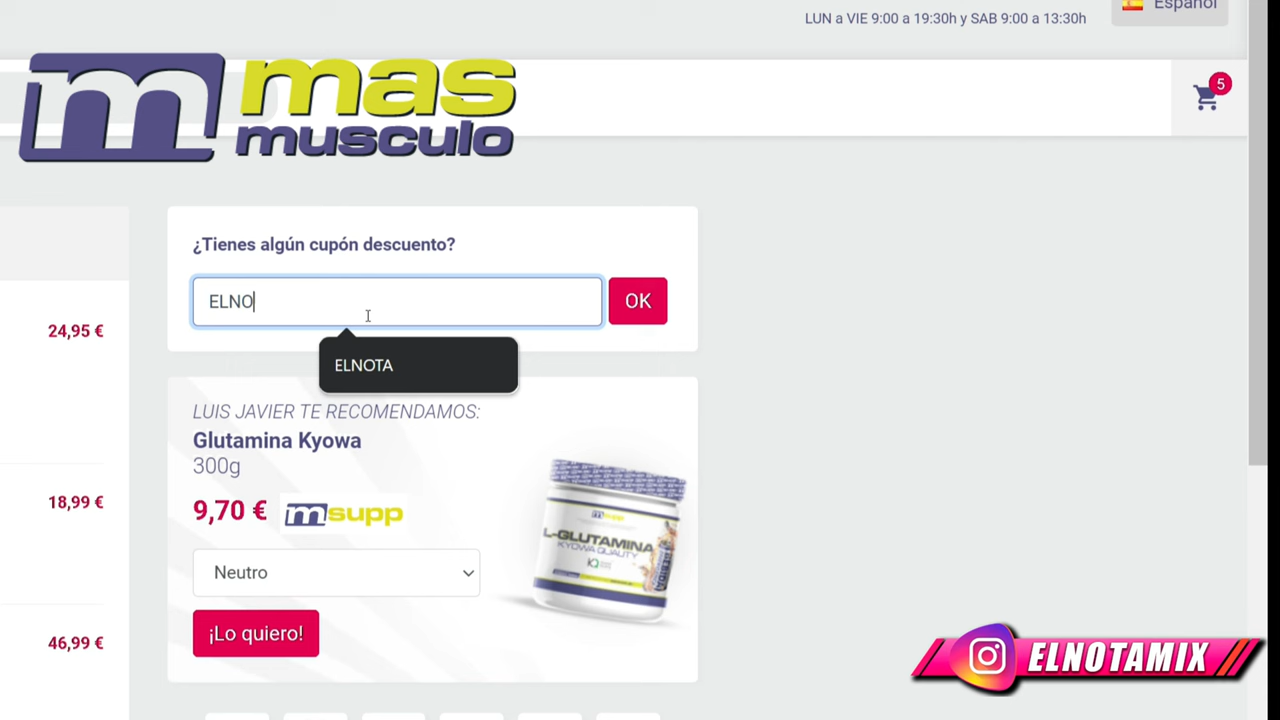 LUN a VIE 9:00 a 19:30h y SAB 9:00 a 13:30h
Español
m mas
musculo
5
¿Tienes algún cupón descuento?
ELNO
OK
24,95 €
ELNOTA
LUIS JAVIER TE RECOMENDAMOS:
Glutamina Kyowa
300g
18,99 €
9,70 €
msupp
msupp
L-GLUTAMINA
KYOWA QUALITY
Neutro
¡Lo quiero!
46,99 €
ELNOTAMIX